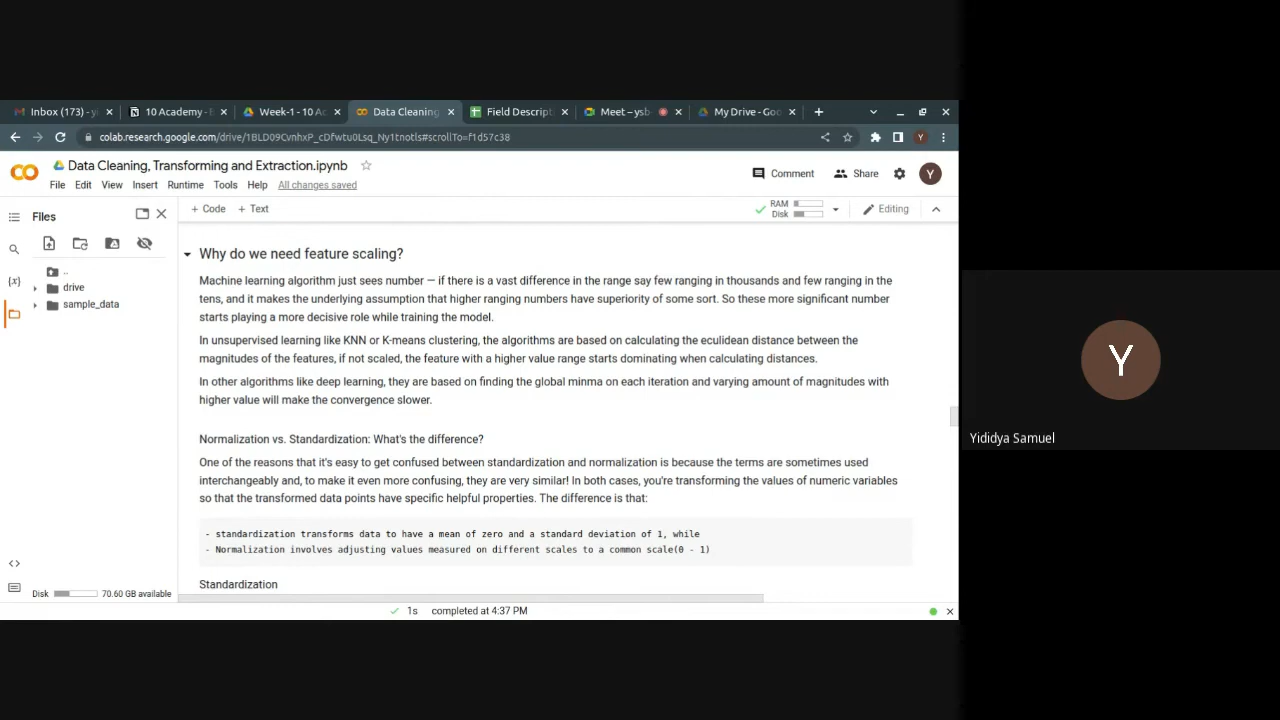 Inbox (173) - y
10 Academy - B
Week-1 - 10 Ac
Data Cleaning,
Field Descripti
Meet – ysb
My Drive - Goo
colab.research.google.com/drive/1BLD09CvnhxP_cDfwtu0Lsq_Ny1tnotls#scrollTo=f1d57c38
Y
Data Cleaning, Transforming and Extraction.ipynb
Comment
Share
Y
File Edit View Insert Runtime Tools Help All changes saved
Files
+ Code + Text
RAM
Disk
Editing
..
drive
sample_data
{x}
Why do we need feature scaling?
Machine learning algorithm just sees number — if there is a vast difference in the range say few ranging in thousands and few ranging in the
tens, and it makes the underlying assumption that higher ranging numbers have superiority of some sort. So these more significant number
starts playing a more decisive role while training the model.
In unsupervised learning like KNN or K-means clustering, the algorithms are based on calculating the eculidean distance between the
magnitudes of the features, if not scaled, the feature with a higher value range starts dominating when calculating distances.
In other algorithms like deep learning, they are based on finding the global minma on each iteration and varying amount of magnitudes with
higher value will make the convergence slower.
Normalization vs. Standardization: What's the difference?
One of the reasons that it's easy to get confused between standardization and normalization is because the terms are sometimes used
interchangeably and, to make it even more confusing, they are very similar! In both cases, you're transforming the values of numeric variables
so that the transformed data points have specific helpful properties. The difference is that:
- standardization transforms data to have a mean of zero and a standard deviation of 1, while
- Normalization involves adjusting values measured on different scales to a common scale(0 - 1)
Standardization
Disk 70.60 GB available
1s completed at 4:37 PM
Y
Yididya Samuel